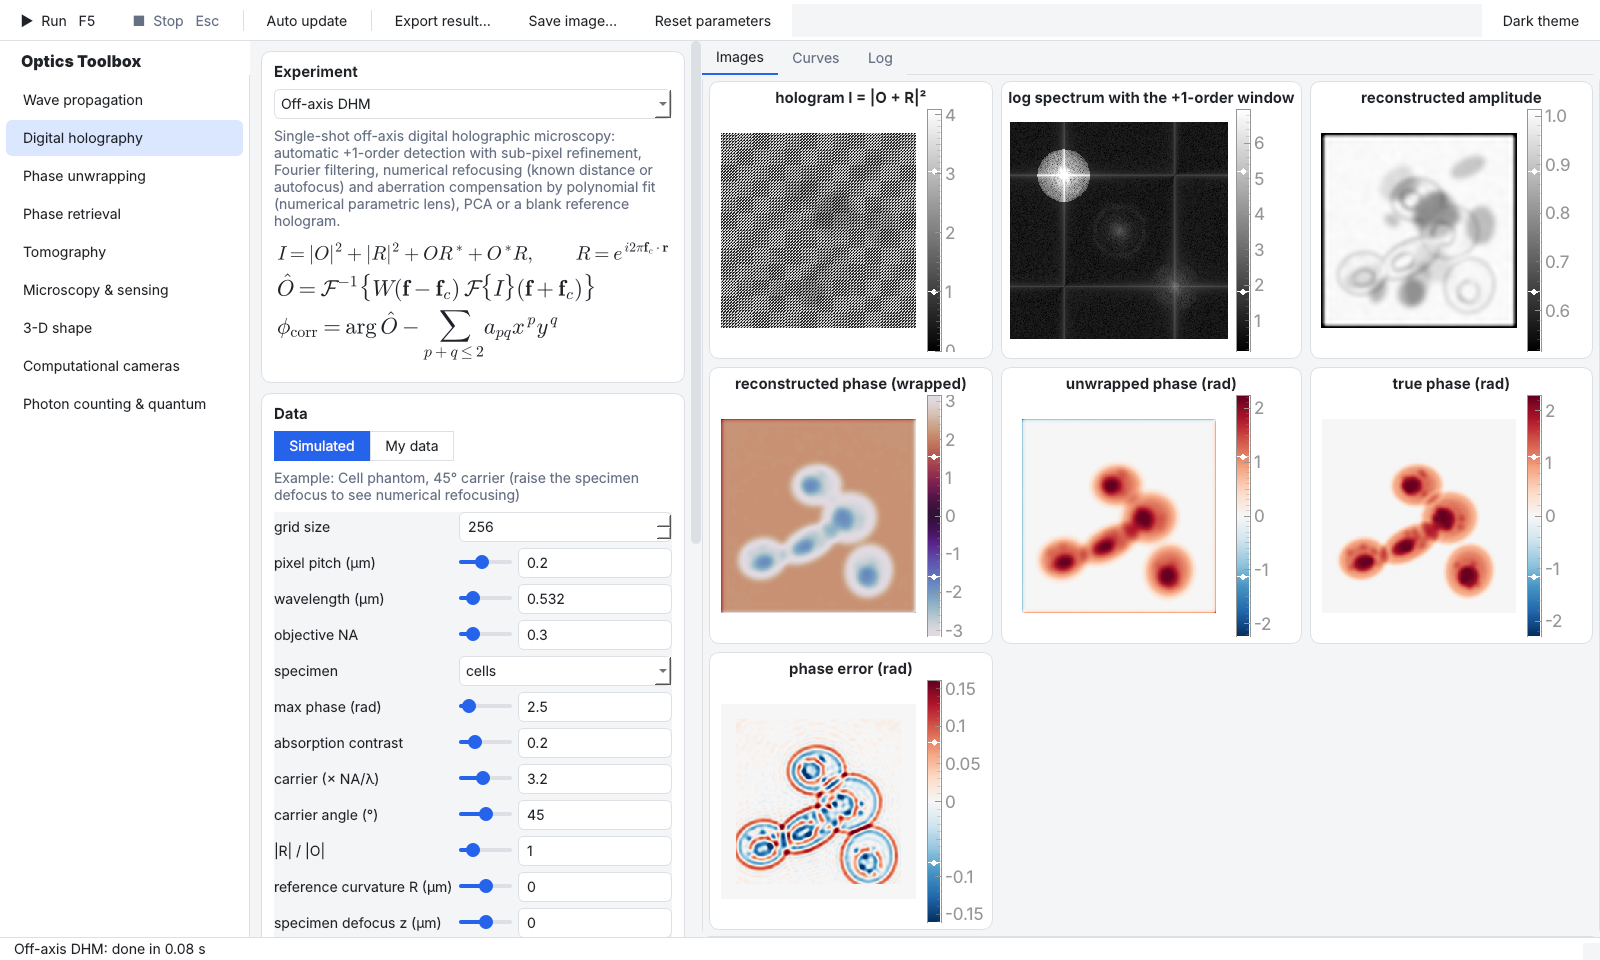 Run F5
Stop Esc
Auto update
Export result...
Save image...
Reset parameters
Dark theme
Optics Toolbox
Wave propagation
Digital holography
Phase unwrapping
Phase retrieval
Tomography
Microscopy & sensing
3-D shape
Computational cameras
Photon counting & quantum
Experiment
Off-axis DHM
Single-shot off-axis digital holographic microscopy:
automatic +1-order detection with sub-pixel refinement,
Fourier filtering, numerical refocusing (known distance or
autofocus) and aberration compensation by polynomial fit
(numerical parametric lens), PCA or a blank reference
hologram.
I = |O|² + |R|² + OR* + O*R, R = e^{i2πf_c · r}
Ô = ℱ⁻¹{W(f − f_c) ℱ{I}(f + f_c)}
ϕ_corr = arg Ô − ∑_{p+q≤2} a_{pq}x^p y^q
Data
Simulated
My data
Example: Cell phantom, 45° carrier (raise the specimen
defocus to see numerical refocusing)
grid size 256
pixel pitch (µm) 0.2
wavelength (µm) 0.532
objective NA 0.3
specimen cells
max phase (rad) 2.5
absorption contrast 0.2
carrier (× NA/λ) 3.2
carrier angle (°) 45
|R| / |O| 1
reference curvature R (µm) 0
specimen defocus z (µm) 0
Images
Curves
Log
hologram I = |O + R|²
4
3
2
1
0
log spectrum with the +1-order window
6
5
4
3
2
1
reconstructed amplitude
1.0
0.9
0.8
0.7
0.6
reconstructed phase (wrapped)
3
2
1
0
-1
-2
-3
unwrapped phase (rad)
2
1
0
-1
-2
true phase (rad)
2
1
0
-1
-2
phase error (rad)
0.15
0.1
0.05
0
-0.1
-0.15
Off-axis DHM: done in 0.08 s